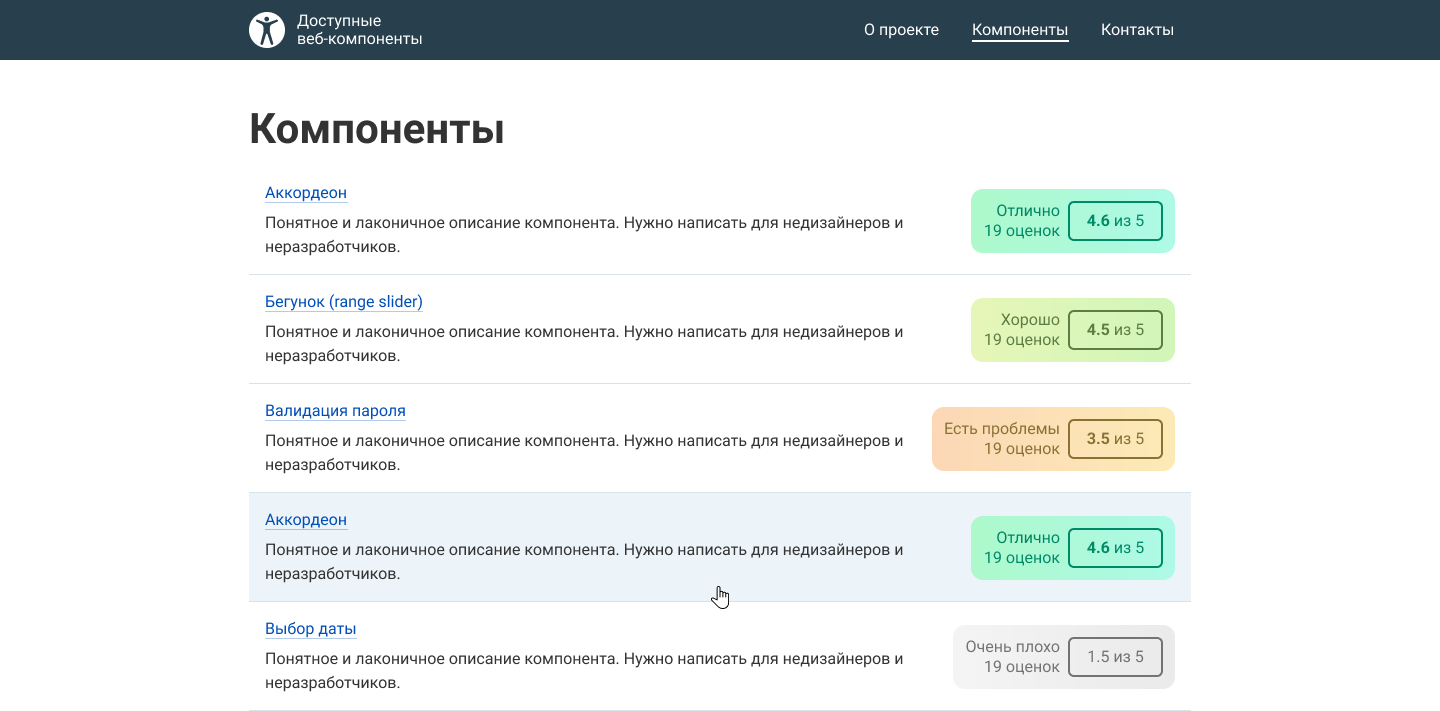 Доступные
веб-компоненты
О проекте
Компоненты
Контакты
Компоненты
Аккордеон
Понятное и лаконичное описание компонента. Нужно написать для недизайнеров и
неразработчиков.
Отлично
19 оценок
4.6 из 5
Бегунок (range slider)
Понятное и лаконичное описание компонента. Нужно написать для недизайнеров и
неразработчиков.
Хорошо
19 оценок
4.5 из 5
Валидация пароля
Понятное и лаконичное описание компонента. Нужно написать для недизайнеров и
неразработчиков.
Есть проблемы
19 оценок
3.5 из 5
Аккордеон
Понятное и лаконичное описание компонента. Нужно написать для недизайнеров и
неразработчиков.
Отлично
19 оценок
4.6 из 5
Выбор даты
Понятное и лаконичное описание компонента. Нужно написать для недизайнеров и
неразработчиков.
Очень плохо
19 оценок
1.5 из 5